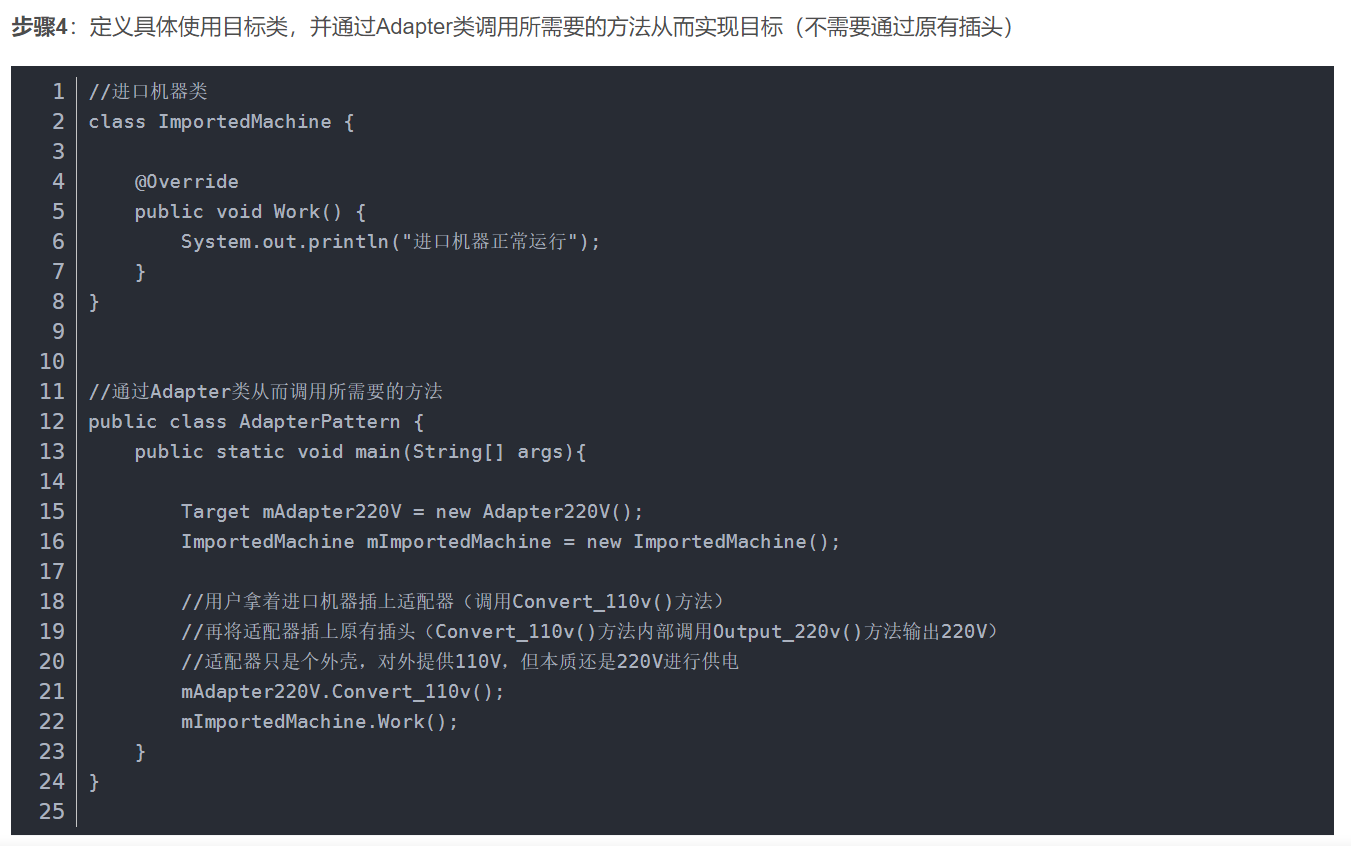 步骤4：定义具体使用目标类，并通过Adapter类调用所需要的方法从而实现目标（不需要通过原有插头）
1 //进口机器类
2 class ImportedMachine {
3
4     @Override
5     public void Work() {
6         System.out.println("进口机器正常运行");
7     }
8 }
9
10
11 //通过Adapter类从而调用所需要的方法
12 public class AdapterPattern {
13     public static void main(String[] args){
14
15         Target mAdapter220V = new Adapter220V();
16         ImportedMachine mImportedMachine = new ImportedMachine();
17
18         //用户拿着进口机器插上适配器（调用Convert_110v()方法）
19         //再将适配器插上原有插头（Convert_110v()方法内部调用Output_220v()方法输出220V）
20         //适配器只是个外壳，对外提供110V，但本质还是220V进行供电
21         mAdapter220V.Convert_110v();
22         mImportedMachine.Work();
23     }
24 }
25